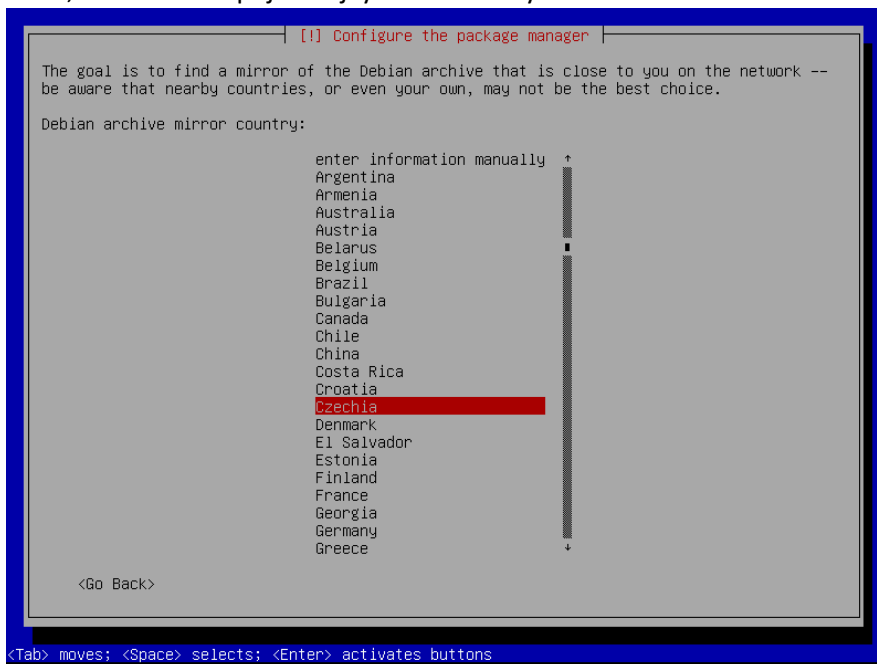 [!] Configure the package manager
The goal is to find a mirror of the Debian archive that is close to you on the network --
be aware that nearby countries, or even your own, may not be the best choice.
Debian archive mirror country:
enter information manually
Argentina
Armenia
Australia
Austria
Belarus
Belgium
Brazil
Bulgaria
Canada
Chile
China
Costa Rica
Croatia
Czechia
Denmark
El Salvador
Estonia
Finland
France
Georgia
Germany
Greece
<Go Back>
<Tab> moves; <Space> selects; <Enter> activates buttons